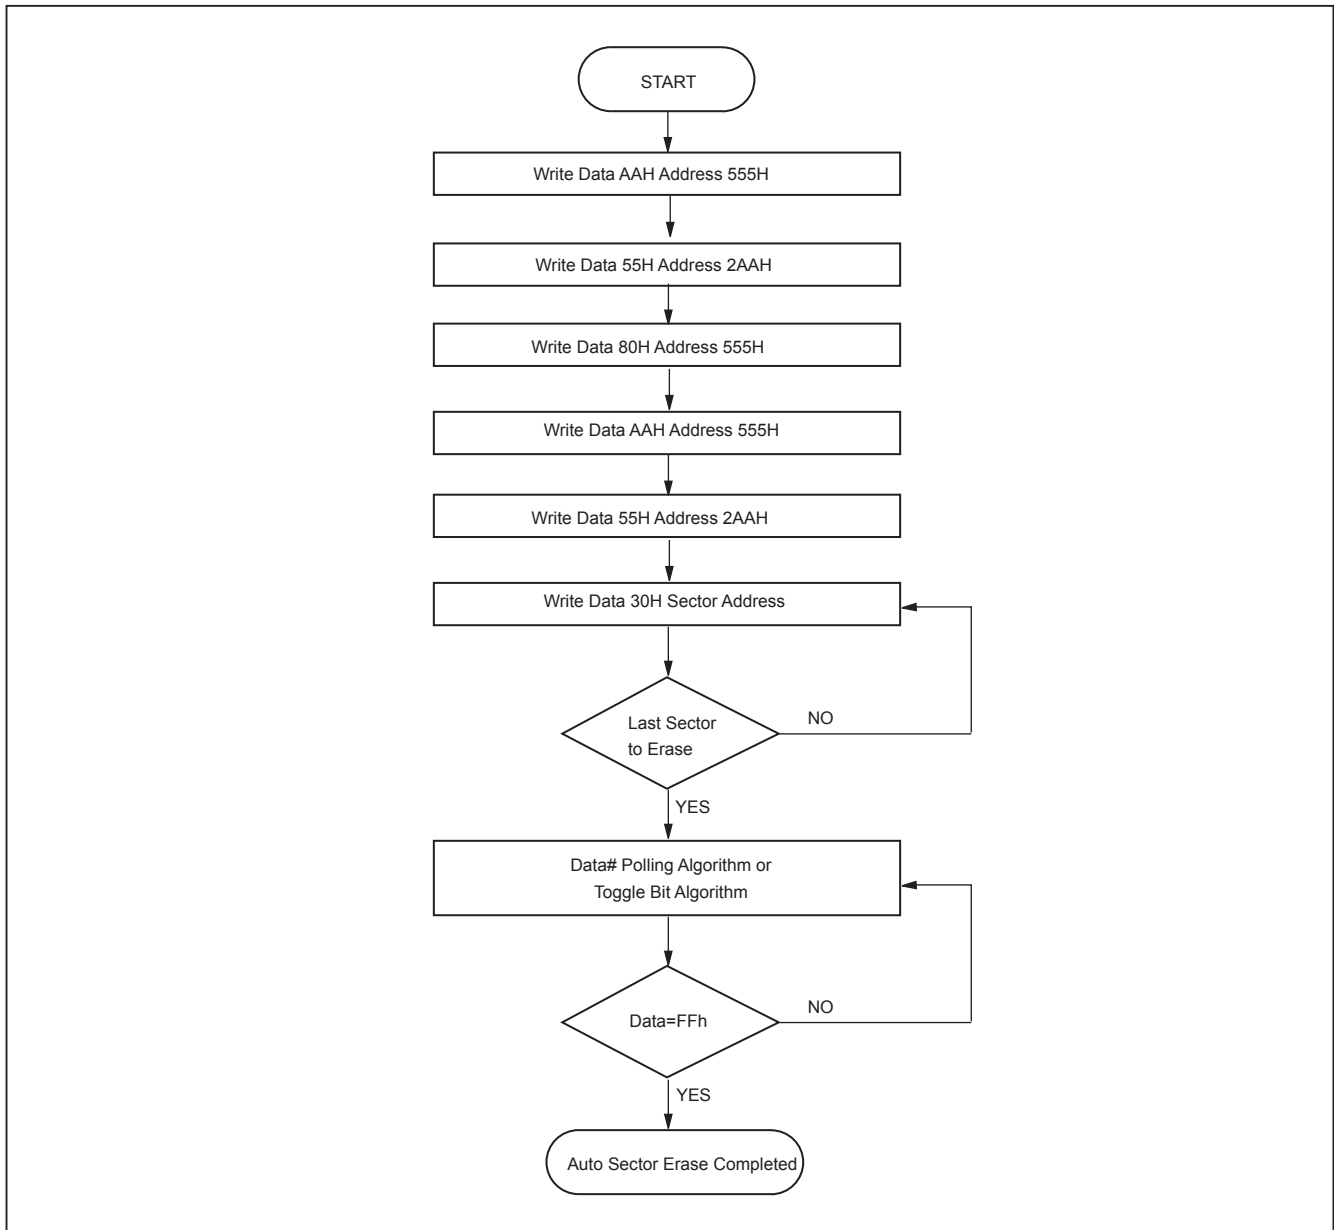 START
Write Data AAH Address 555H
Write Data 55H Address 2AAH
Write Data 80H Address 555H
Write Data AAH Address 555H
Write Data 55H Address 2AAH
Write Data 30H Sector Address
Last Sector
to Erase
NO
YES
Data# Polling Algorithm or
Toggle Bit Algorithm
Data=FFh
NO
YES
Auto Sector Erase Completed